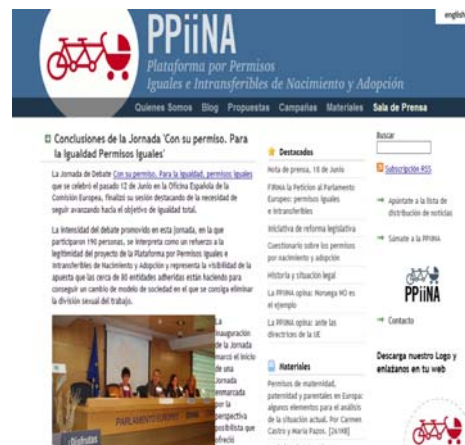 english
PPiiNA
Plataforma por Permisos
Iguales e Intransferibles de Nacimiento y Adopción
Quienes Somos Blog Propuestas Campañas Materiales Sala de Prensa
Conclusiones de la Jornada 'Con su permiso. Para
la Igualdad Permisos Iguales'
La Jornada de Debate Con su permiso. Para la igualdad, permisos iguales
que se celebró el pasado 12 de Junio en la Oficina Española de la
Comisión Europea, finalizó su sesión destacando de la necesidad de
seguir avanzando hacia el objetivo de igualdad total.
La intensidad del debate promovido en esta jornada, en la que
participaron 190 personas, se interpreta como un refuerzo a la
legitimidad del proyecto de la Plataforma por Permisos Iguales e
Intransferibles de Nacimiento y Adopción y representa la visibilidad de la
apuesta que las cerca de 80 entidades adheridas están haciendo para
conseguir un cambio de modelo de sociedad en el que se consiga eliminar
la división sexual del trabajo.
La
inauguración
de la Jornada
marcó el inicio
de una
Jornada
enmarcada
por la
perspectiva
posibilista que
ofreció
PARLAMENTO EUROPEO
Disfrutas
Destacados
Nota de prensa, 18 de Junio
FIRMA la Petición al Parlamento
Europeo: permisos iguales
e intransferibles
Iniciativa de reforma legislativa
Cuestionario sobre los permisos
por nacimiento y adopción
Historia y situación legal
La PPIINA opina: Noruega NO es
el ejemplo
La PPIINA opina: ante las
directrices de la UE
Materiales
Permisos de maternidad,
paternidad y parentales en Europa:
algunos elementos para el análisis
de la situación actual. Por Carmen
Castro y María Pazos. [261KB]
Buscar
Subscripción RSS
Apúntate a la lista de
distribución de noticias
Súmate a la PPIINA
PPiiNA
Contacto
Descarga nuestro Logo y
enlázanos en tu web